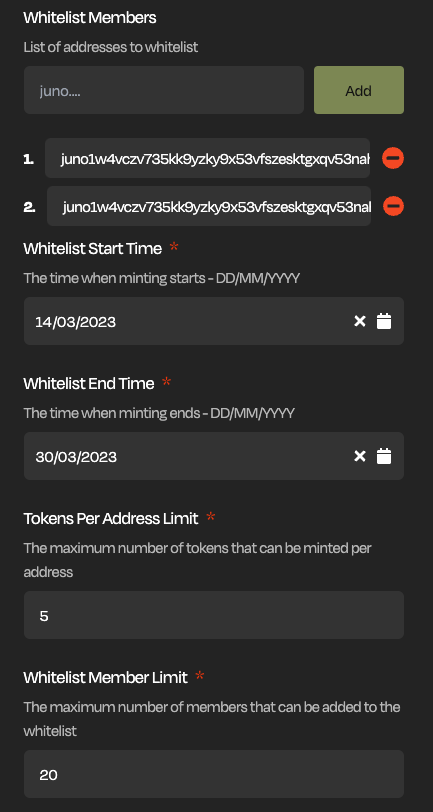 Whitelist Members
List of addresses to whitelist
juno....
Add
1.
juno1w4vczv735kk9yzky9x53vfszesktgxqv53nal
2.
juno1w4vczv735kk9yzky9x53vfszesktgxqv53nal
Whitelist Start Time *
The time when minting starts - DD/MM/YYYY
14/03/2023
Whitelist End Time *
The time when minting ends - DD/MM/YYYY
30/03/2023
Tokens Per Address Limit *
The maximum number of tokens that can be minted per
address
5
Whitelist Member Limit *
The maximum number of members that can be added to the
whitelist
20